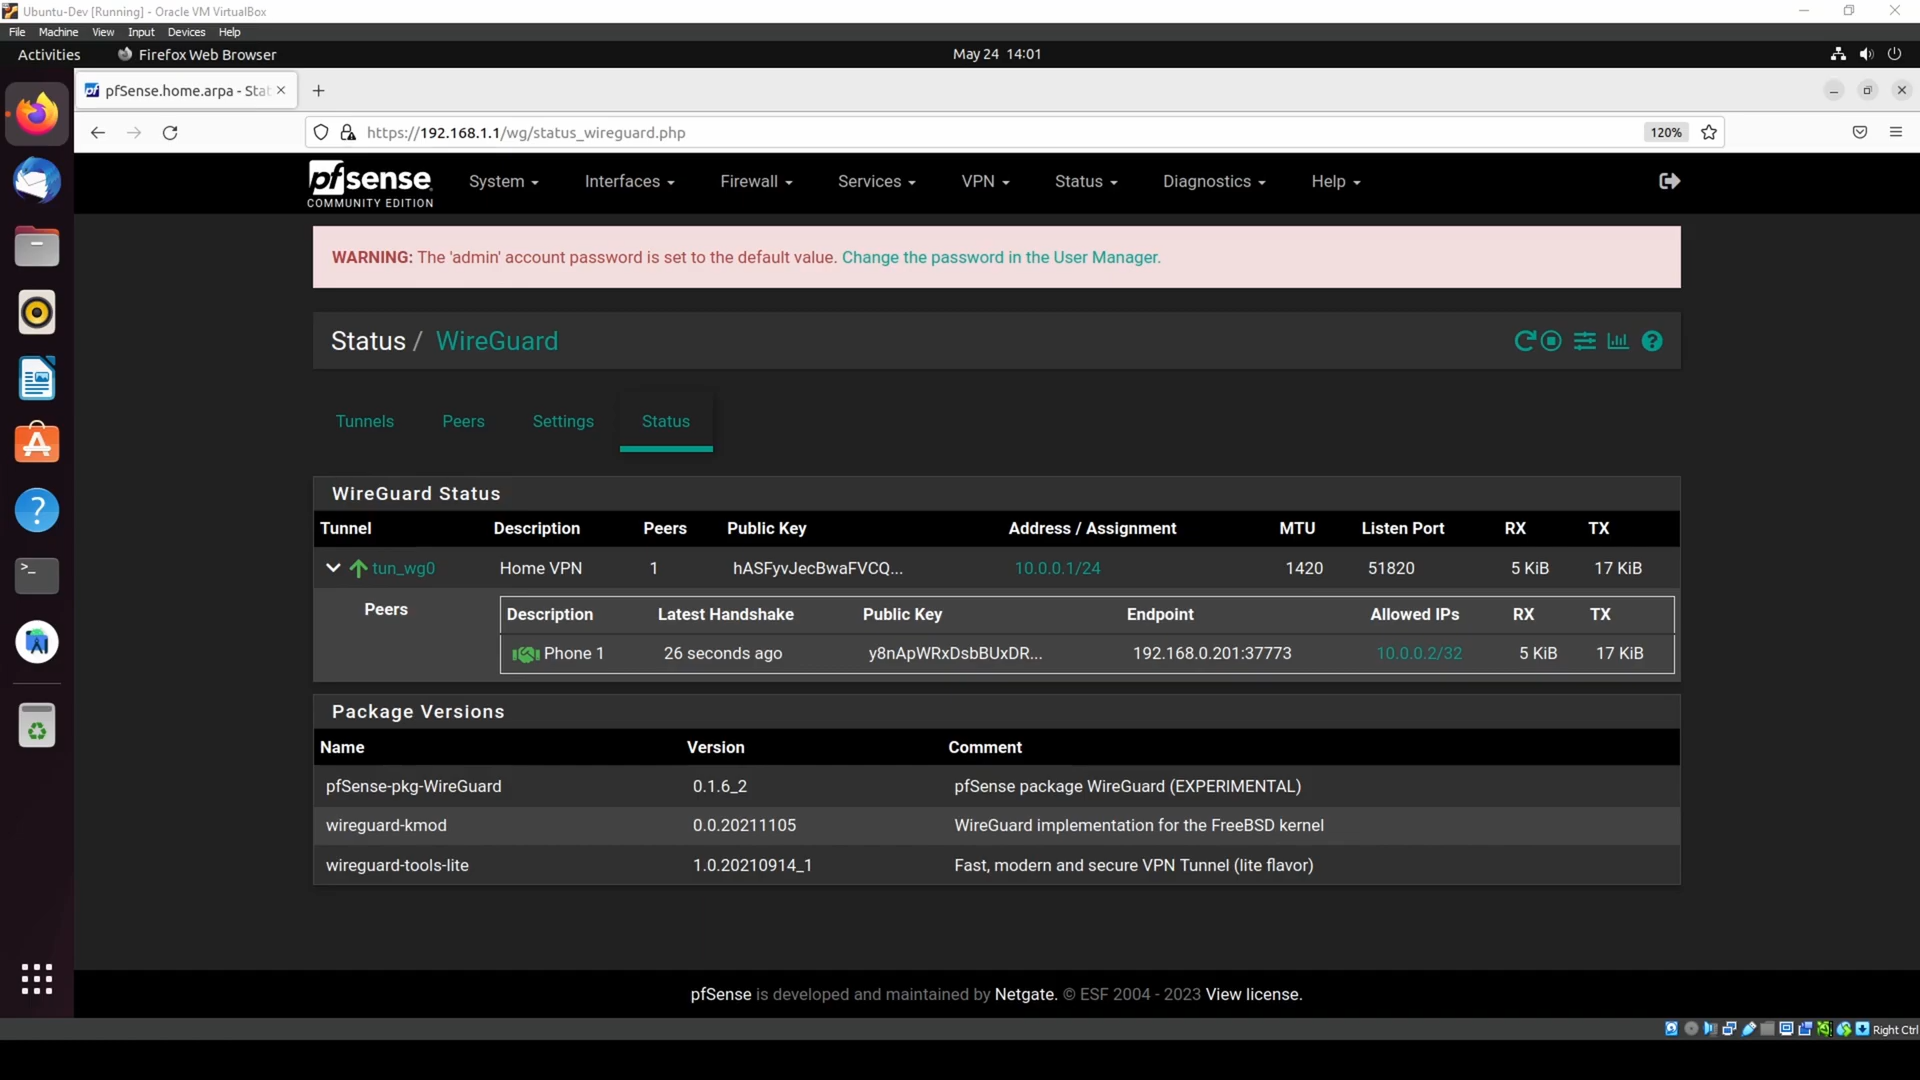 Ubuntu-Dev [Running] - Oracle VM VirtualBox
File Machine View Input Devices Help
Activities Firefox Web Browser May 24 14:01
pfSense.home.arpa - Sta
https://192.168.1.1/wg/status_wireguard.php 120%
pfsense System Interfaces Firewall Services VPN Status Diagnostics Help
COMMUNITY EDITION
WARNING: The 'admin' account password is set to the default value. Change the password in the User Manager.
Status / WireGuard
Tunnels Peers Settings Status
WireGuard Status
Tunnel Description Peers Public Key Address / Assignment MTU Listen Port RX TX
tun_wg0 Home VPN 1 hASFyvJecBwaFVCQ... 10.0.0.1/24 1420 51820 5 KiB 17 KiB
Peers
Description Latest Handshake Public Key Endpoint Allowed IPs RX TX
Phone 1 26 seconds ago y8nApWRxDsbBUxDR... 192.168.0.201:37773 10.0.0.2/32 5 KiB 17 KiB
Package Versions
Name Version Comment
pfSense-pkg-WireGuard 0.1.6_2 pfSense package WireGuard (EXPERIMENTAL)
wireguard-kmod 0.0.20211105 WireGuard implementation for the FreeBSD kernel
wireguard-tools-lite 1.0.20210914_1 Fast, modern and secure VPN Tunnel (lite flavor)
pfSense is developed and maintained by Netgate. © ESF 2004 - 2023 View license.
Right Ctrl